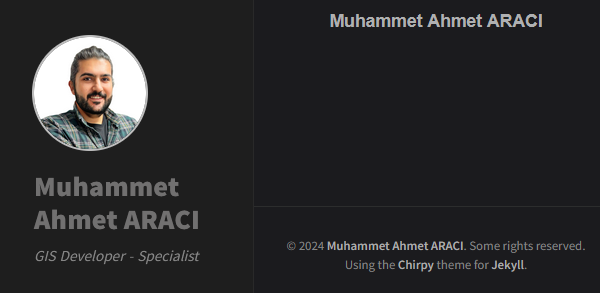 Muhammet
Ahmet ARACI
GIS Developer - Specialist
Muhammet Ahmet ARACI
© 2024 Muhammet Ahmet ARACI. Some rights reserved.
Using the Chirpy theme for Jekyll.